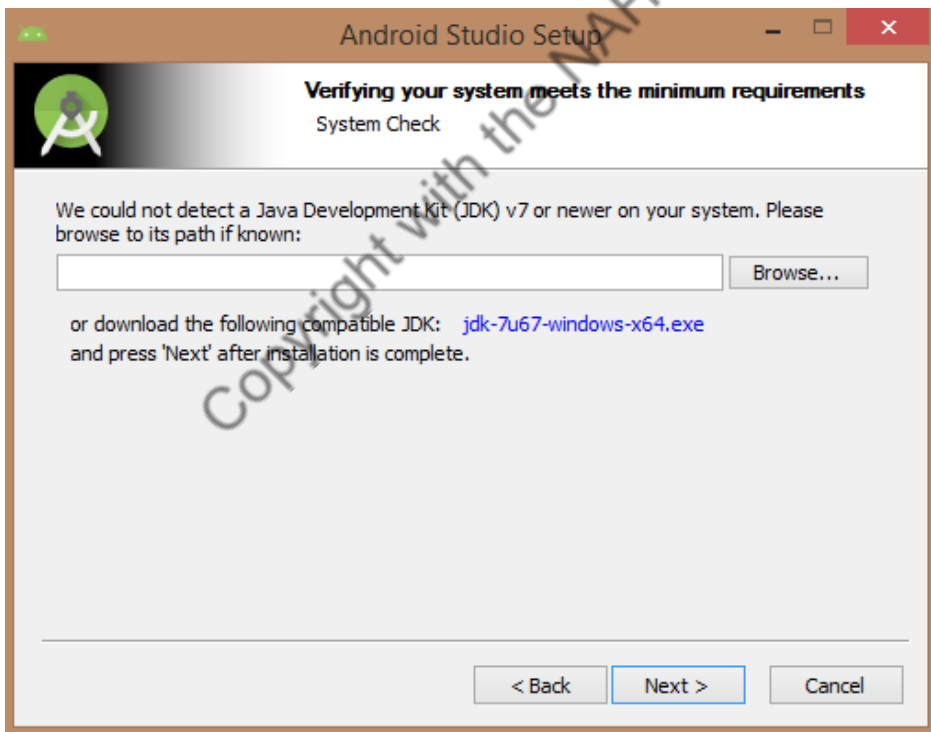 Android Studio Setup
Verifying your system meets the minimum requirements
System Check
We could not detect a Java Development Kit (JDK) v7 or newer on your system. Please
browse to its path if known:
Browse...
or download the following compatible JDK: jdk-7u67-windows-x64.exe
and press 'Next' after installation is complete.
< Back
Next >
Cancel
Copyright with the